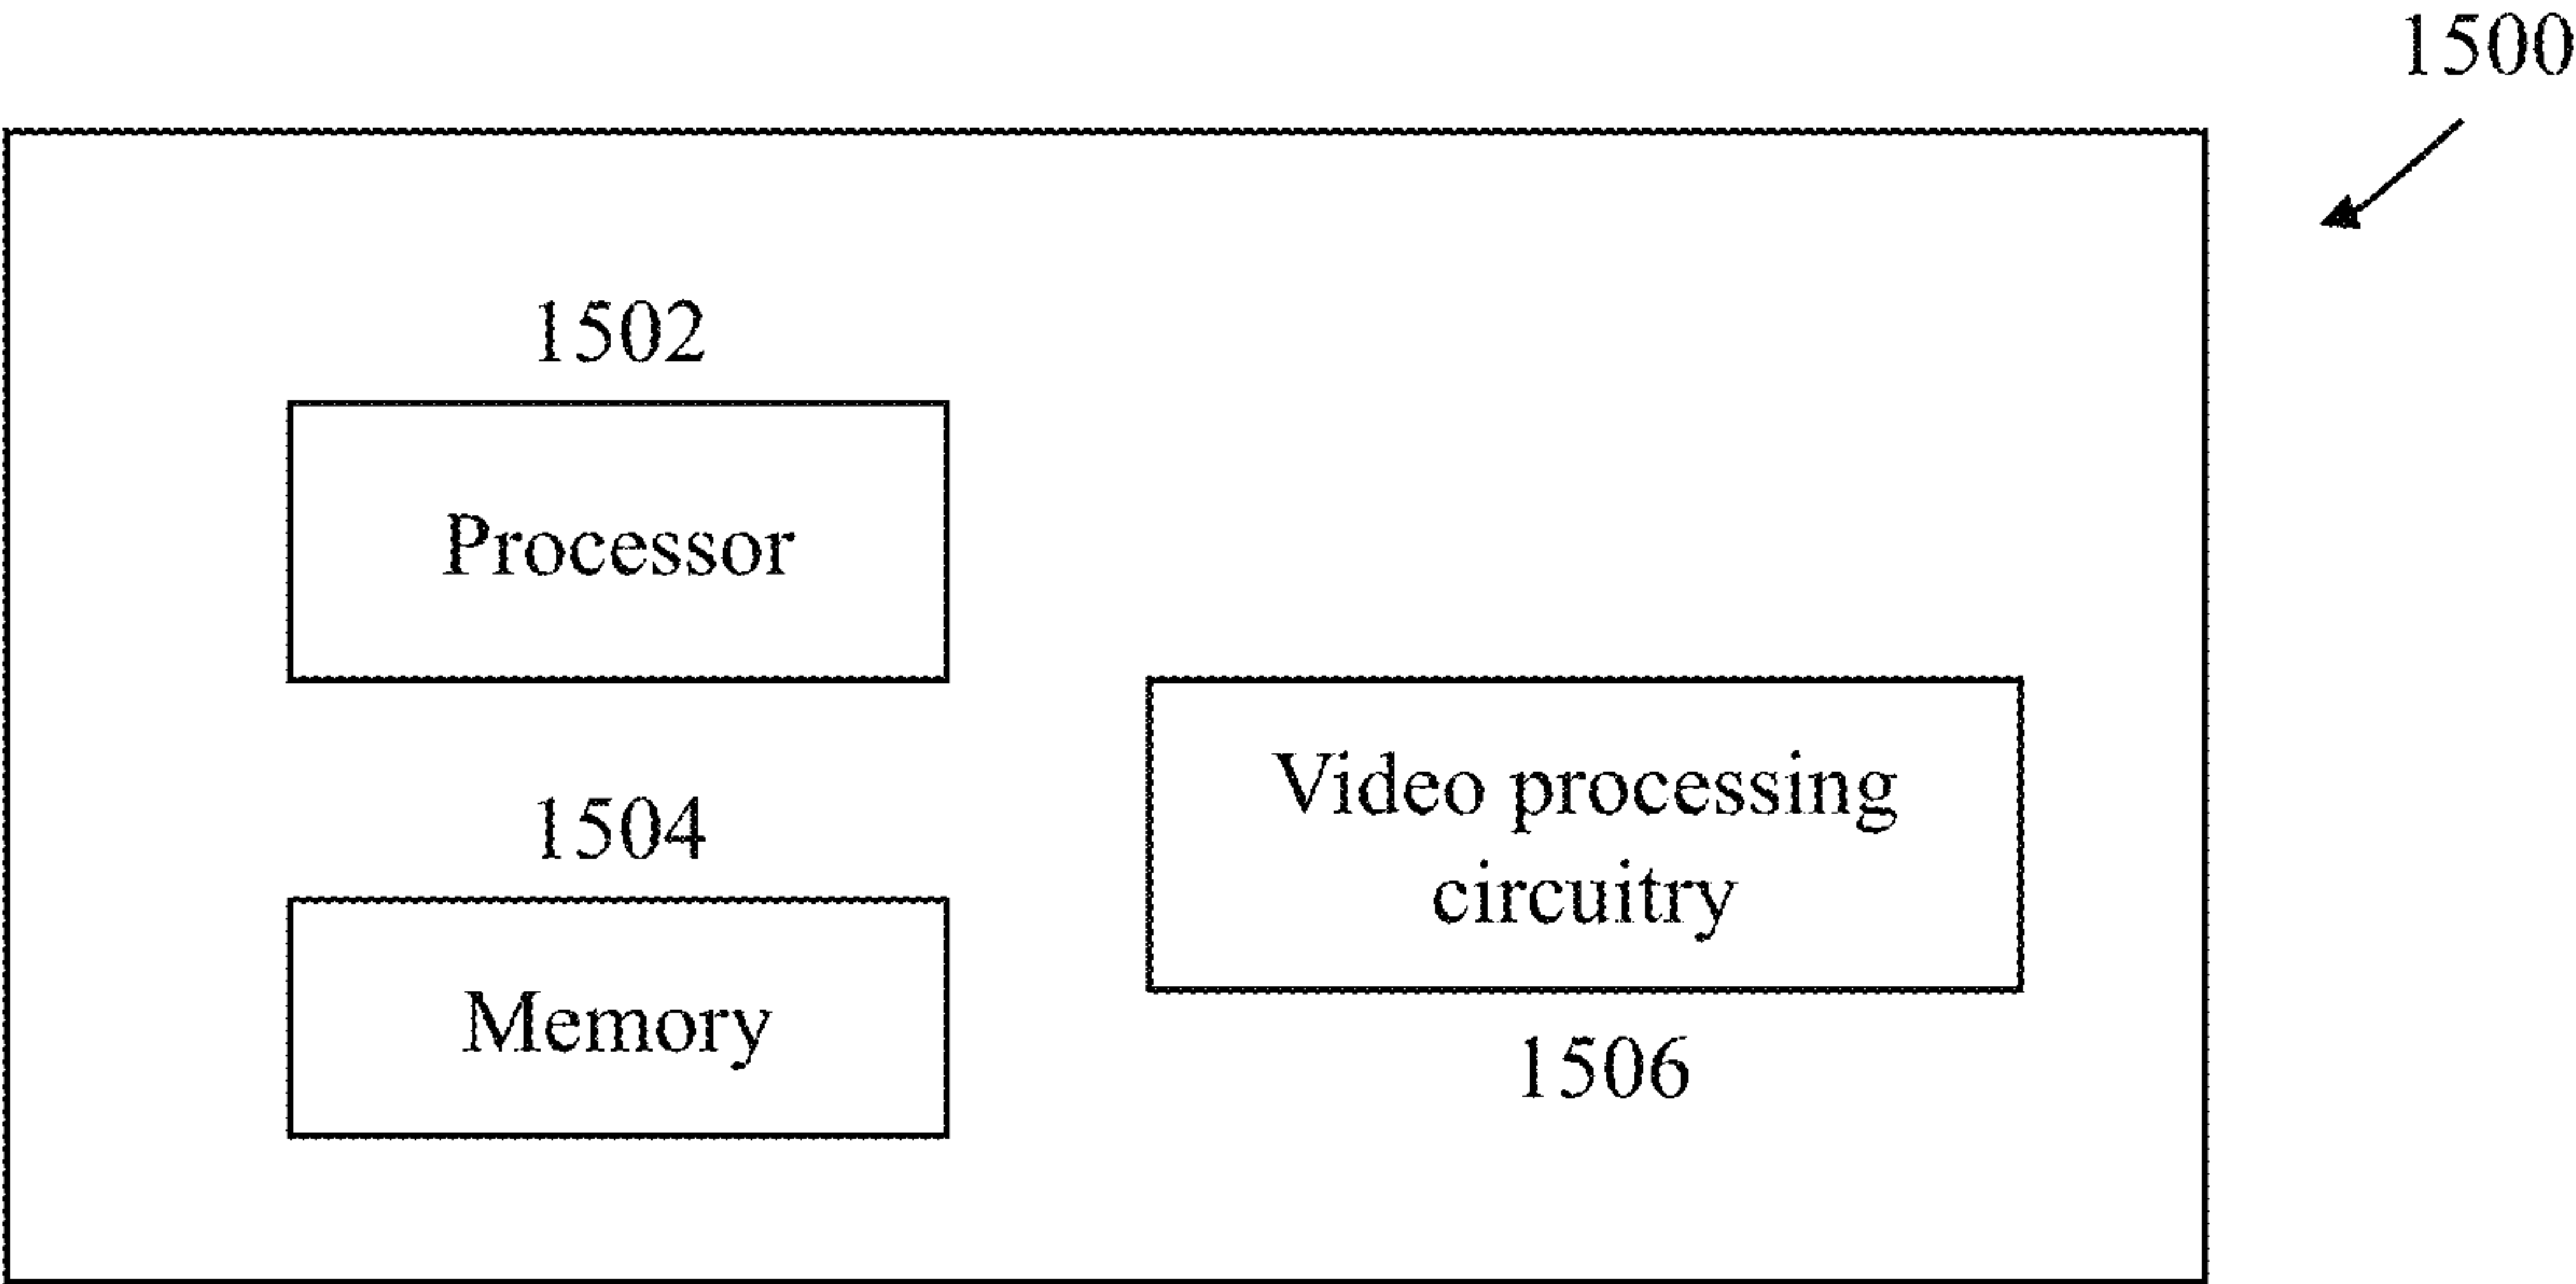 1500
1502
Processor
1504
Memory
Video processing
circuitry
1506